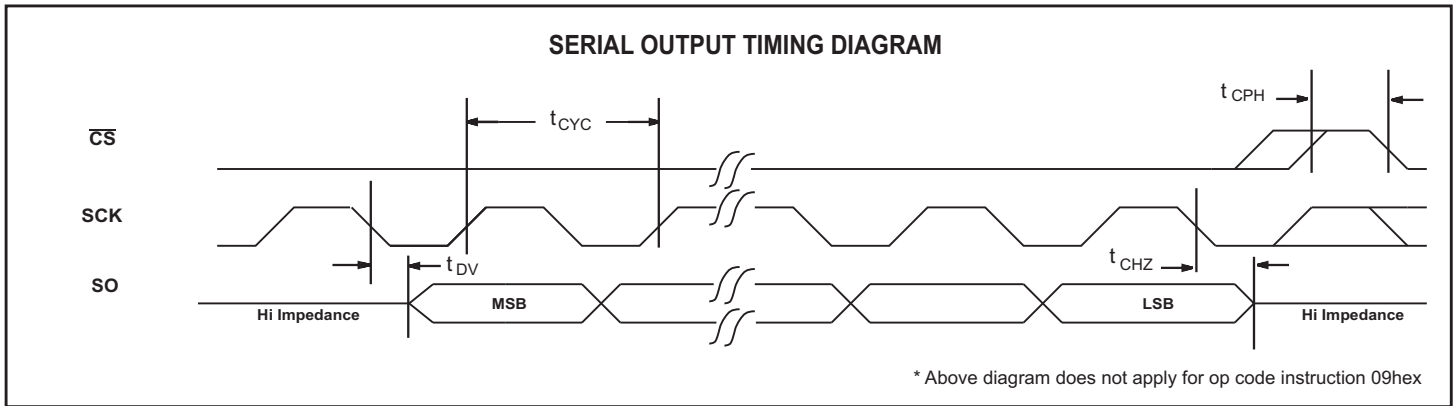 SERIAL OUTPUT TIMING DIAGRAM
t CPH
t CYC
CS
SCK
t DV
t CHZ
SO
MSB
LSB
Hi Impedance
Hi Impedance
* Above diagram does not apply for op code instruction 09hex